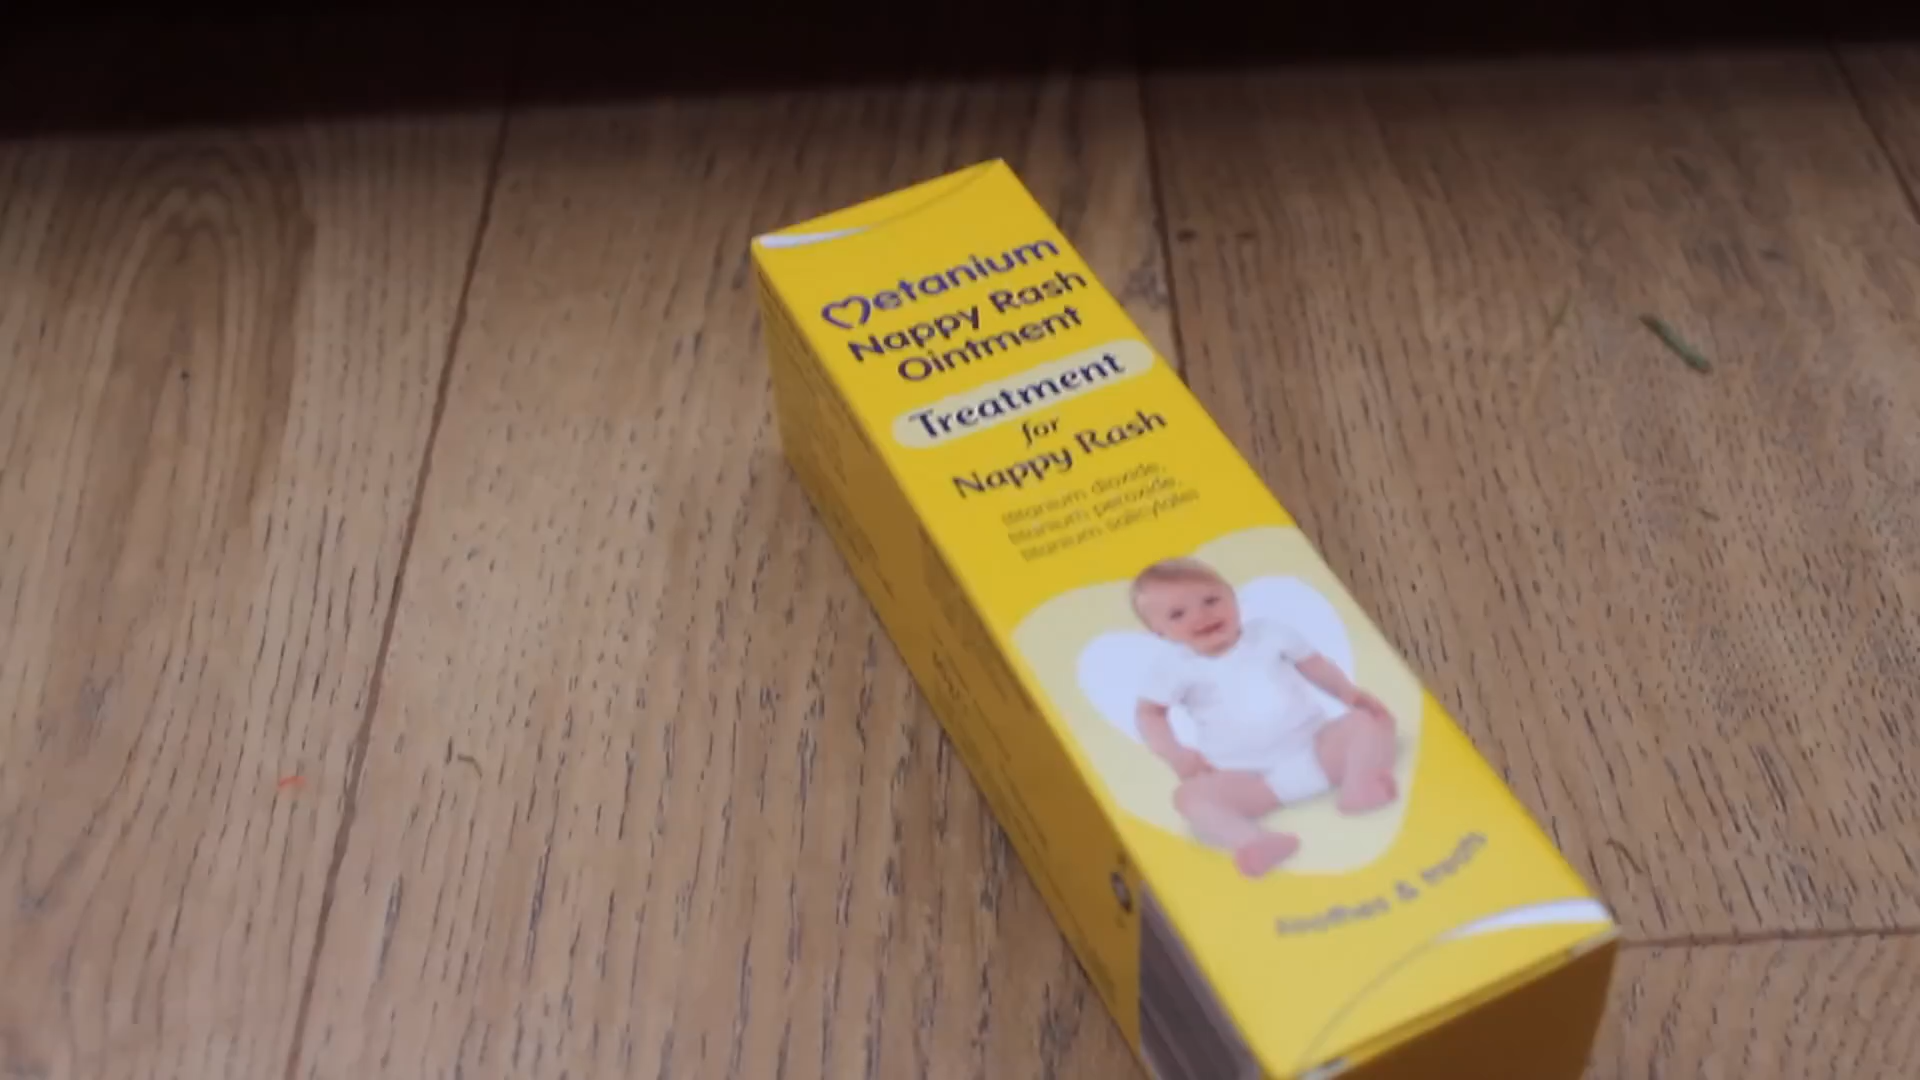 Metanium
Nappy Rash
Ointment
Treatment
for
Nappy Rash
titanium dioxide,
titanium peroxide,
titanium salicylate
Soothes & treats